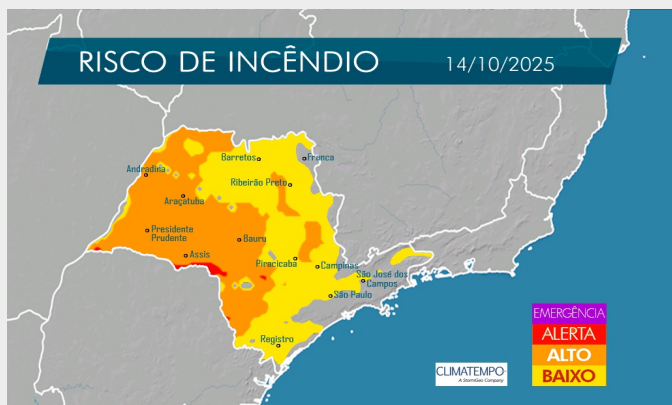 RISCO DE INCÊNDIO
14/10/2025
Barretos
Franca
Andradina
Ribeirão Preto
Araçatuba
Presidente
Prudente
Bauru
Assis
Piracicaba
Campinas
São José dos
Campos
São Paulo
Registro
EMERGÊNCIA
ALERTA
ALTO
BAIXO
CLIMATEMPO
A StormGeo Company